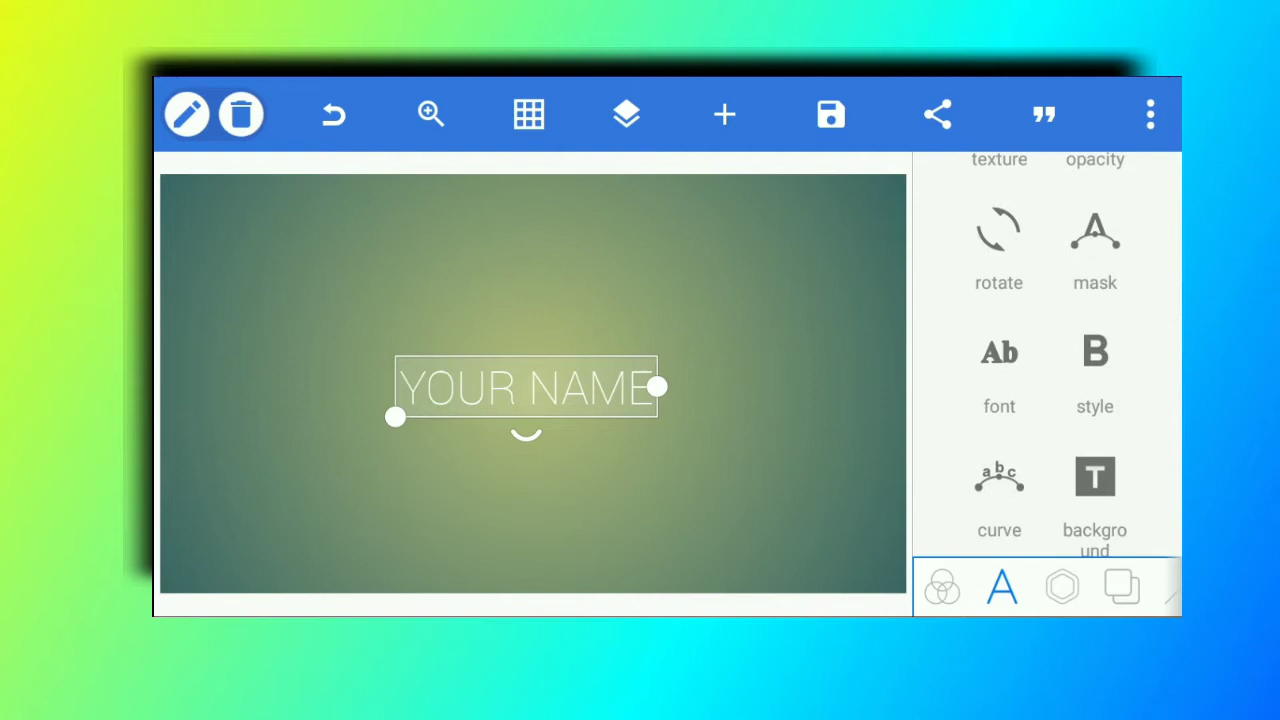 texture opacity
rotate mask
YOUR NAME
Ab B
font style
abc T
curve backgro
und
A